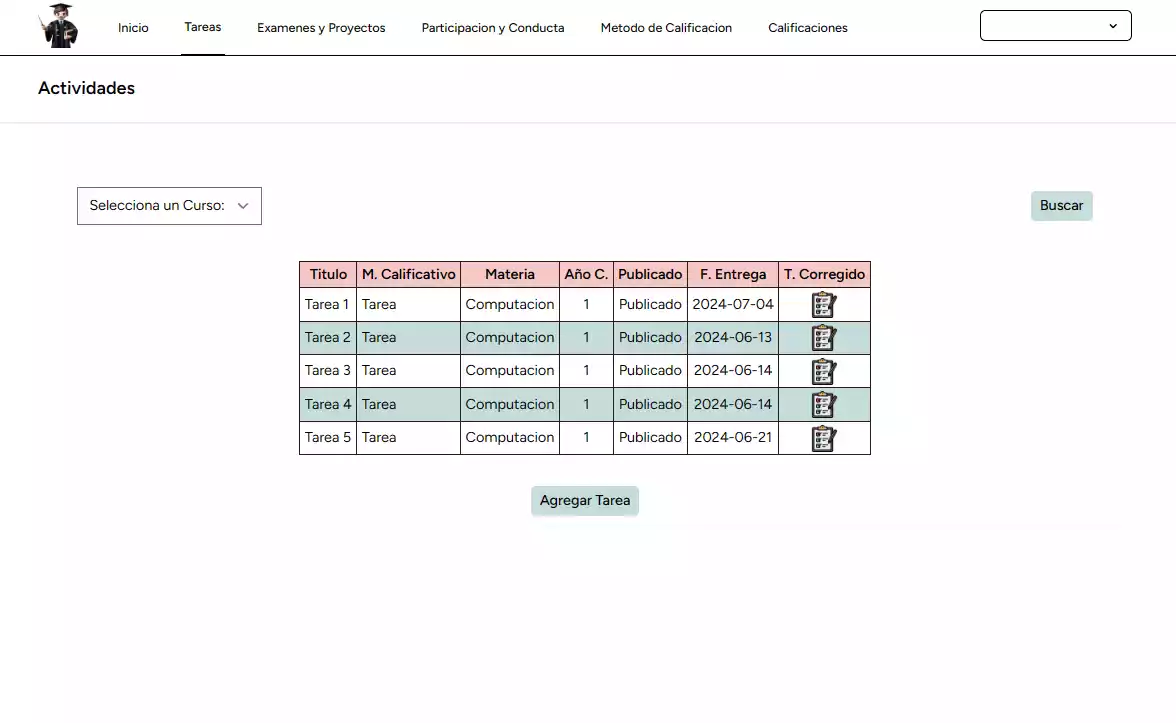 Inicio Tareas Examenes y Proyectos Participacion y Conducta Metodo de Calificacion Calificaciones
Actividades
Selecciona un Curso: Buscar
Titulo M. Calificativo Materia Año C. Publicado F. Entrega T. Corregido
Tarea 1 Tarea Computacion 1 Publicado 2024-07-04
Tarea 2 Tarea Computacion 1 Publicado 2024-06-13
Tarea 3 Tarea Computacion 1 Publicado 2024-06-14
Tarea 4 Tarea Computacion 1 Publicado 2024-06-14
Tarea 5 Tarea Computacion 1 Publicado 2024-06-21
Agregar Tarea